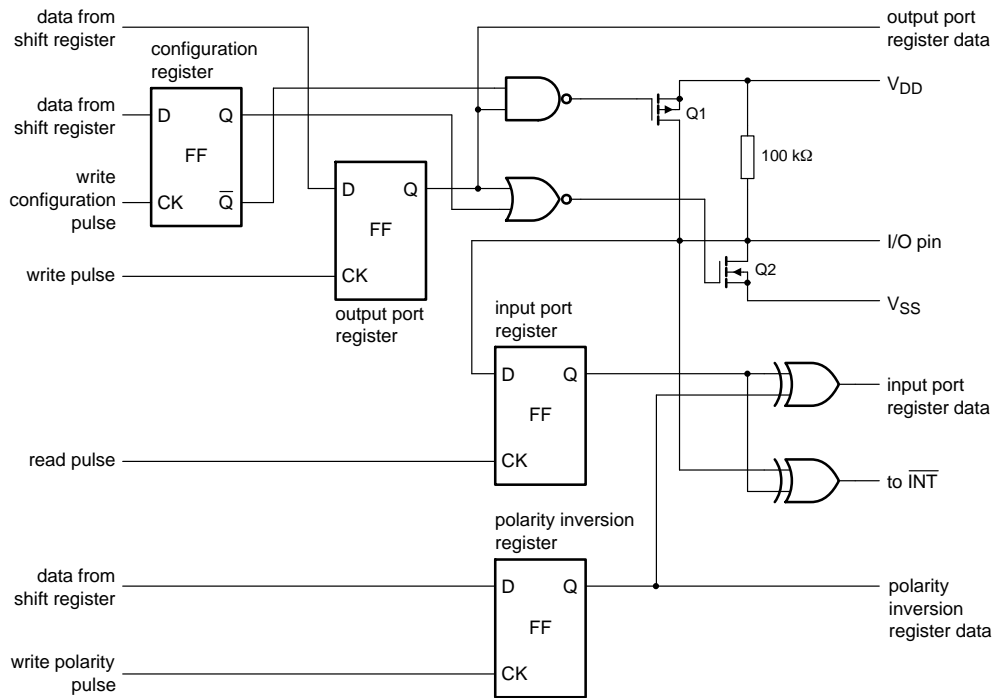 data from
shift register
configuration
register
data from
shift register
write
configuration
pulse
D
Q
FF
CK
Q
D
Q
FF
CK
write pulse
output port
register
input port
register
D
Q
FF
CK
read pulse
polarity inversion
register
data from
shift register
D
Q
FF
CK
write polarity
pulse
output port
register data
VDD
Q1
100 kΩ
I/O pin
Q2
VSS
input port
register data
to INT
polarity
inversion
register data